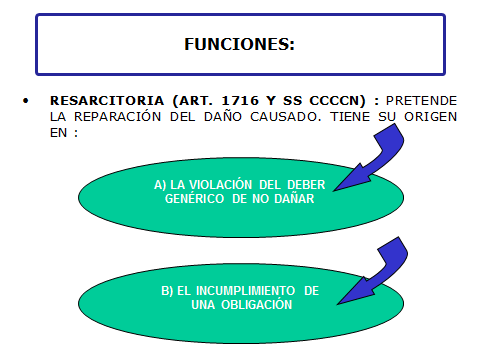 FUNCIONES:
• RESARCITORIA (ART. 1716 Y SS CCCCN) : PRETENDE
LA REPARACIÓN DEL DAÑO CAUSADO. TIENE SU ORIGEN
EN :
A) LA VIOLACIÓN DEL DEBER
GENÉRICO DE NO DAÑAR
B) EL INCUMPLIMIENTO DE
UNA OBLIGACIÓN